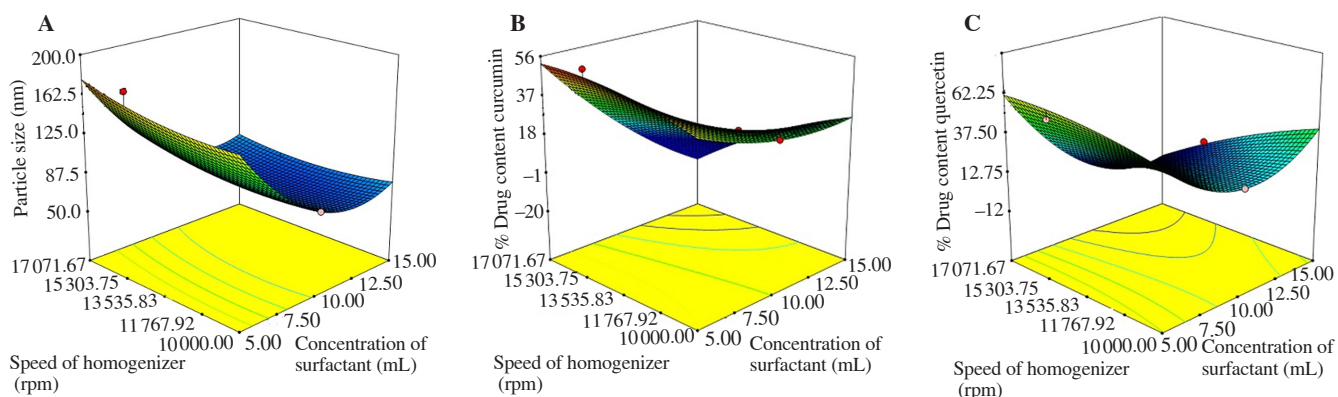 A
Particle size (nm)
200.0
162.5
125.0
87.5
50.0
17 071.67
15 303.75
13 535.83
11 767.92
10 000.00
5.00
7.50
10.00
12.50
15.00
Speed of homogenizer
(rpm)
Concentration of
surfactant (mL)
B
% Drug content curcumin
56
37
18
−1
−20
17 071.67
15 303.75
13 535.83
11 767.92
10 000.00
5.00
7.50
10.00
12.50
15.00
Speed of homogenizer
(rpm)
Concentration of
surfactant (mL)
C
% Drug content quercetin
62.25
37.50
12.75
−12
17 071.67
15 303.75
13 535.83
11 767.92
10 000.00
5.00
7.50
10.00
12.50
15.00
Speed of homogenizer
(rpm)
Concentration of
surfactant (mL)